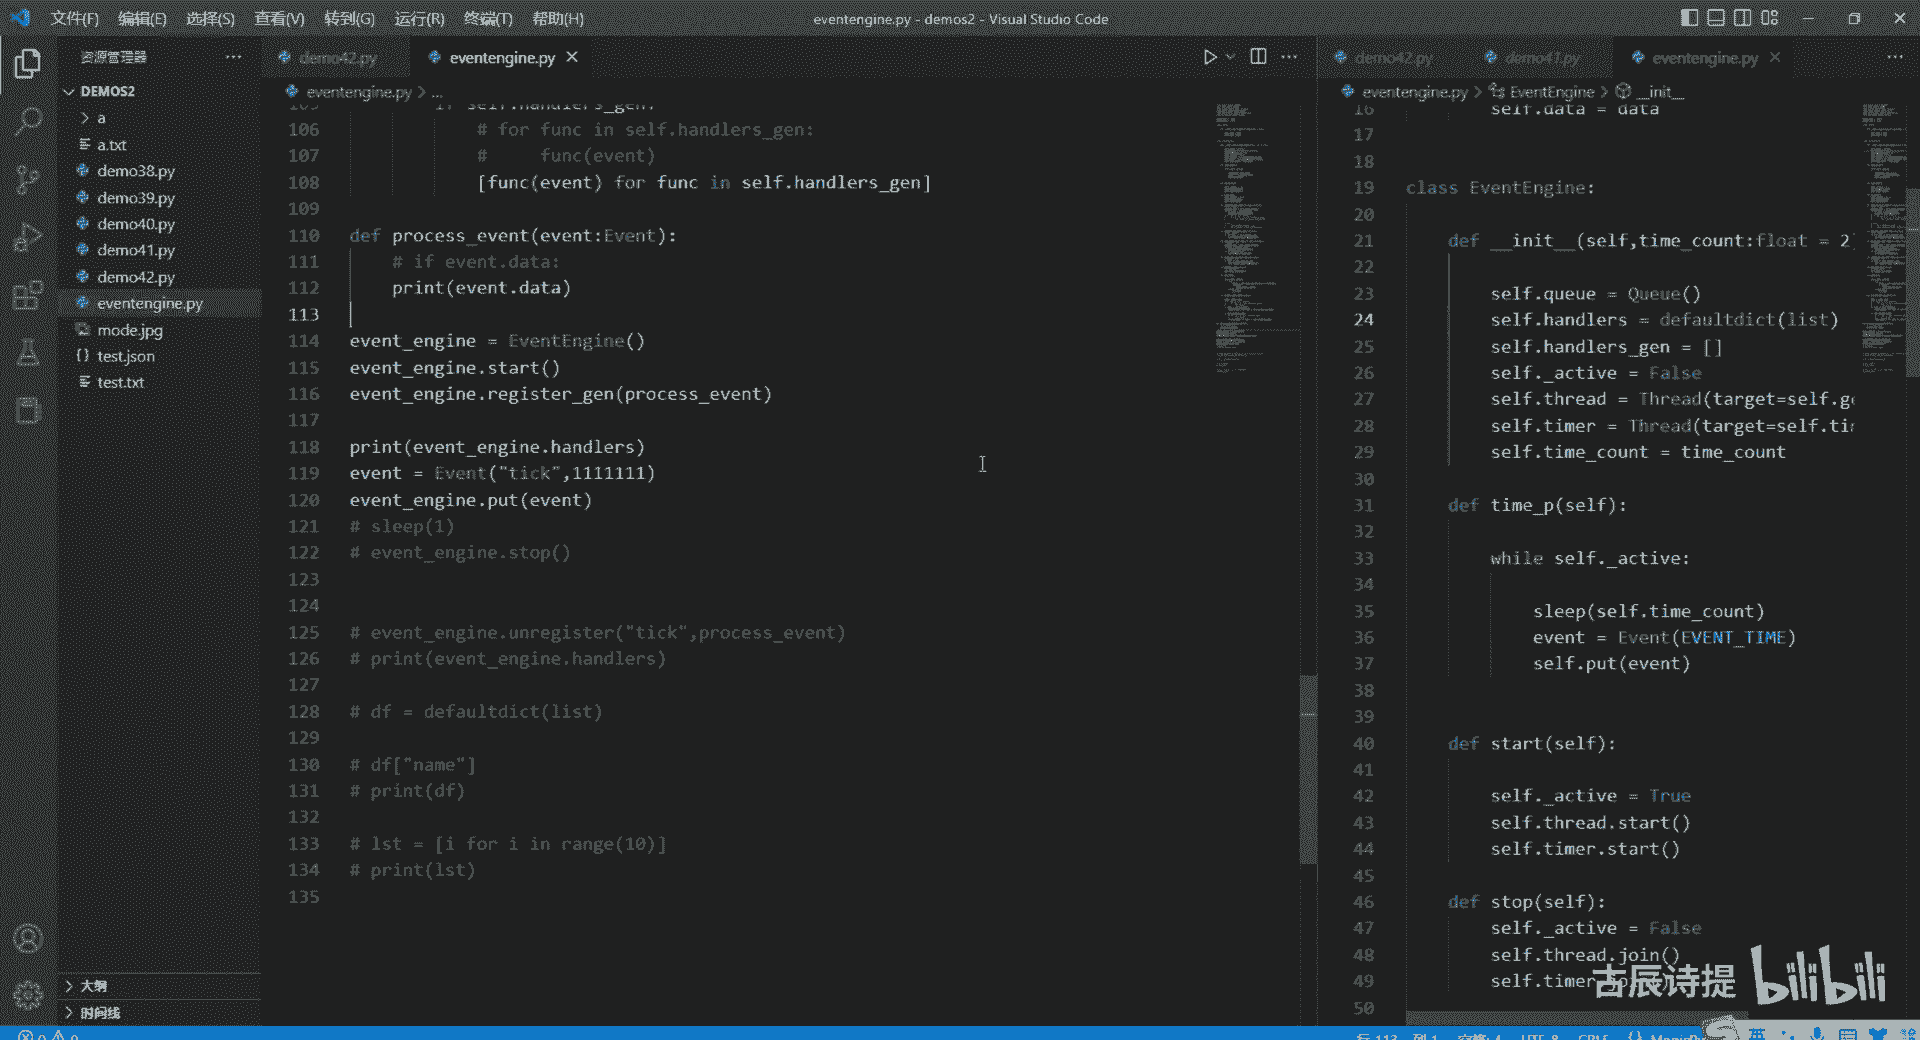 文件(F) 编辑(E) 选择(S) 查看(V) 转到(G) 运行(R) 终端(T) 帮助(H)
eventengine.py - demos2 - Visual Studio Code
资源管理器
DEMOS2
a
a.txt
demo38.py
demo39.py
demo40.py
demo41.py
demo42.py
eventengine.py
mode.jpg
test.json
test.txt
大纲
时间线
demo42.py
eventengine.py
eventengine.py > ...
105 if self.handlers_gen:
106 # for func in self.handlers_gen:
107 #     func(event)
108 [func(event) for func in self.handlers_gen]
109
110 def process_event(event:Event):
111 # if event.data:
112 print(event.data)
113
114 event_engine = EventEngine()
115 event_engine.start()
116 event_engine.register_gen(process_event)
117
118 print(event_engine.handlers)
119 event = Event("tick",1111111)
120 event_engine.put(event)
121 # sleep(1)
122 # event_engine.stop()
123
124
125 # event_engine.unregister("tick",process_event)
126 # print(event_engine.handlers)
127
128 # df = defaultdict(list)
129
130 # df["name"]
131 # print(df)
132
133 # lst = [i for i in range(10)]
134 # print(lst)
135
demo42.py
demo41.py
eventengine.py
eventengine.py > EventEngine > __init__
16 self.data = data
17
18
19 class EventEngine:
20
21 def __init__(self,time_count:float = 2
22
23 self.queue = Queue()
24 self.handlers = defaultdict(list)
25 self.handlers_gen = []
26 self._active = False
27 self.thread = Thread(target=self.ge
28 self.timer = Thread(target=self.ti
29 self.time_count = time_count
30
31 def time_p(self):
32
33 while self._active:
34
35 sleep(self.time_count)
36 event = Event(EVENT_TIME)
37 self.put(event)
38
39
40 def start(self):
41
42 self._active = True
43 self.thread.start()
44 self.timer.start()
45
46 def stop(self):
47 self._active = False
48 self.thread.join()
49 self.timer
50
古辰诗提
bilibili